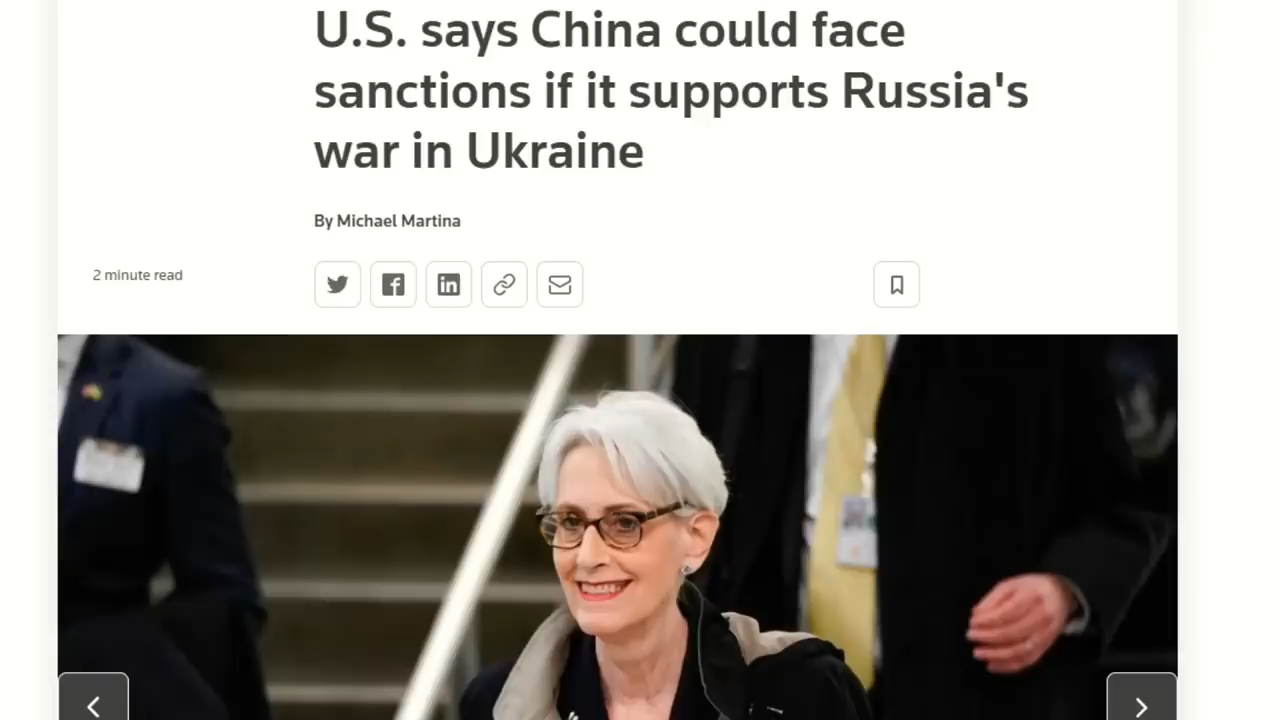 U.S. says China could face
sanctions if it supports Russia's
war in Ukraine
By Michael Martina
2 minute read